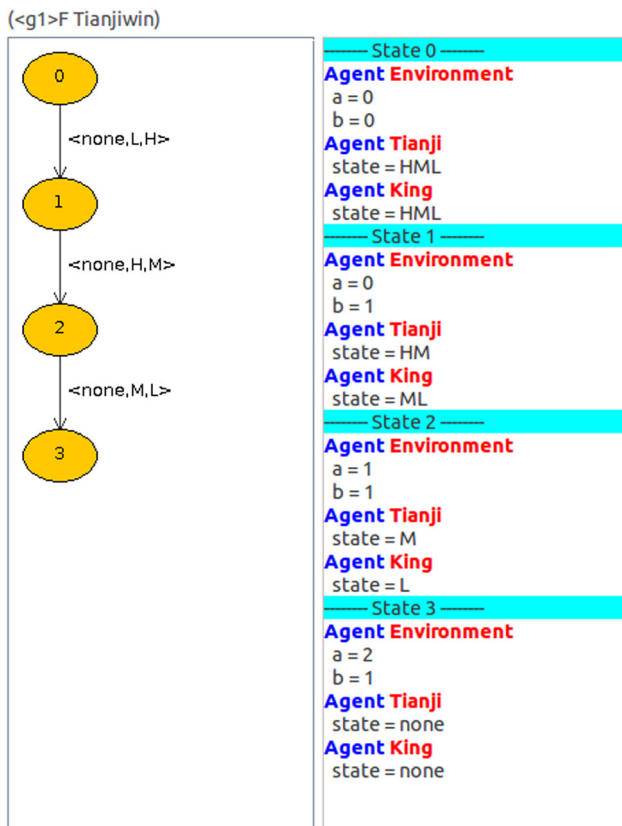 (<g1>F Tianjiwin)
0
<none,L,H>
1
<none,H,M>
2
<none,M,L>
3
-------- State 0 --------
Agent Environment
a = 0
b = 0
Agent Tianji
state = HML
Agent King
state = HML
-------- State 1 --------
Agent Environment
a = 0
b = 1
Agent Tianji
state = HM
Agent King
state = ML
-------- State 2 --------
Agent Environment
a = 1
b = 1
Agent Tianji
state = M
Agent King
state = L
-------- State 3 --------
Agent Environment
a = 2
b = 1
Agent Tianji
state = none
Agent King
state = none